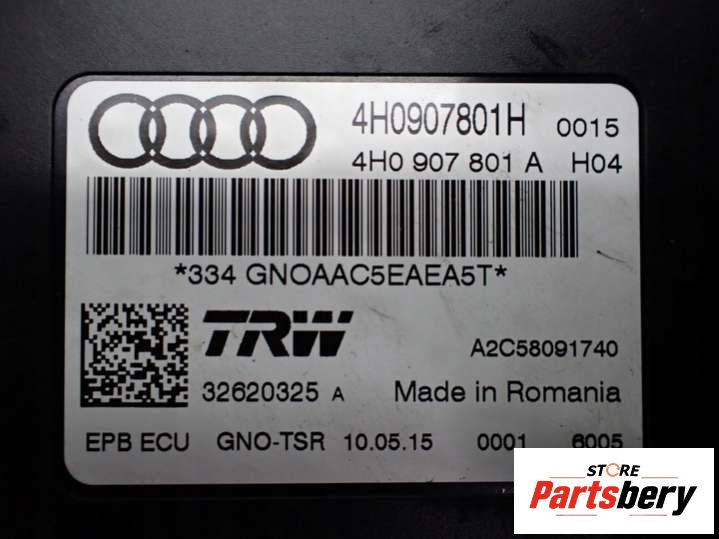 4H0907801H 0015
4H0 907 801 A H04
*334 GNOAAC5EAEA5T*
TRW
A2C58091740
32620325 A Made in Romania
EPB ECU GNO-TSR 10.05.15 0001 6005
STORE
Partsbery